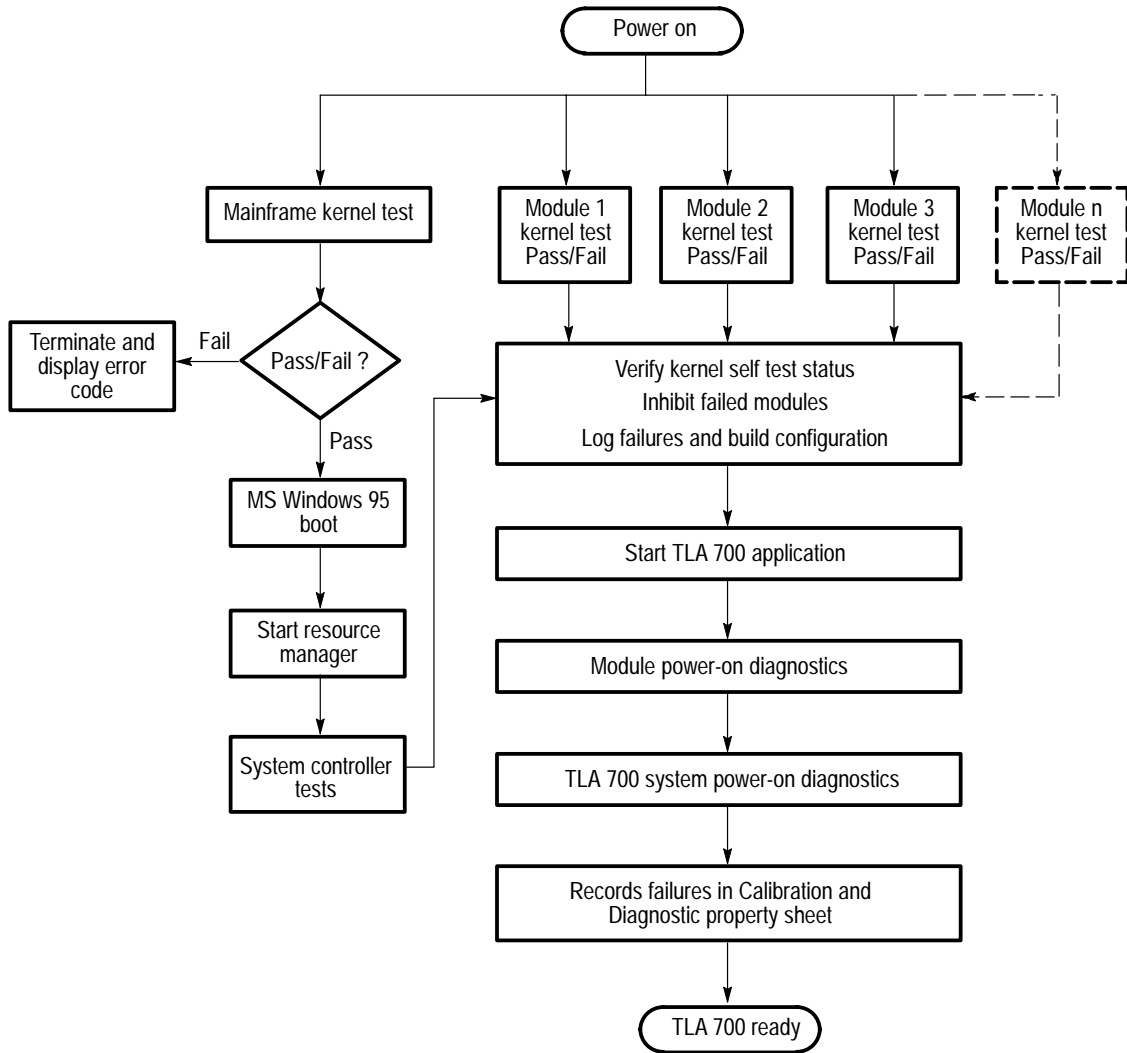 Power on
Mainframe kernel test
Module 1
kernel test
Pass/Fail
Module 2
kernel test
Pass/Fail
Module 3
kernel test
Pass/Fail
Module n
kernel test
Pass/Fail
Pass/Fail ?
Fail
Terminate and
display error
code
Pass
MS Windows 95
boot
Start resource
manager
System controller
tests
Verify kernel self test status
Inhibit failed modules
Log failures and build configuration
Start TLA 700 application
Module power-on diagnostics
TLA 700 system power-on diagnostics
Records failures in Calibration and
Diagnostic property sheet
TLA 700 ready